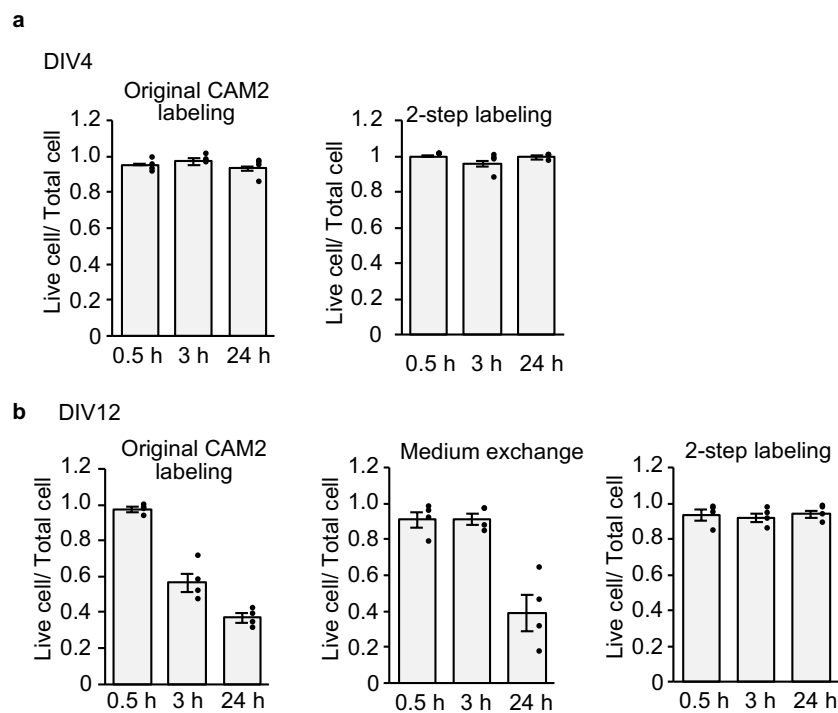 a
DIV4
Original CAM2
labeling
Live cell/ Total cell
1.2
1.0
0.8
0.6
0.4
0.2
0
0.5 h 3 h 24 h
2-step labeling
Live cell/ Total cell
1.2
1
0.8
0.6
0.4
0.2
0
0.5 h 3 h 24 h
b DIV12
Original CAM2
labeling
Live cell/ Total cell
1.2
1.0
0.8
0.6
0.4
0.2
0
0.5 h 3 h 24 h
Medium exchange
Live cell/ Total cell
1.2
1.0
0.8
0.6
0.4
0.2
0
0.5 h 3 h 24 h
2-step labeling
Live cell/ Total cell
1.2
1.0
0.8
0.6
0.4
0.2
0
0.5 h 3 h 24 h